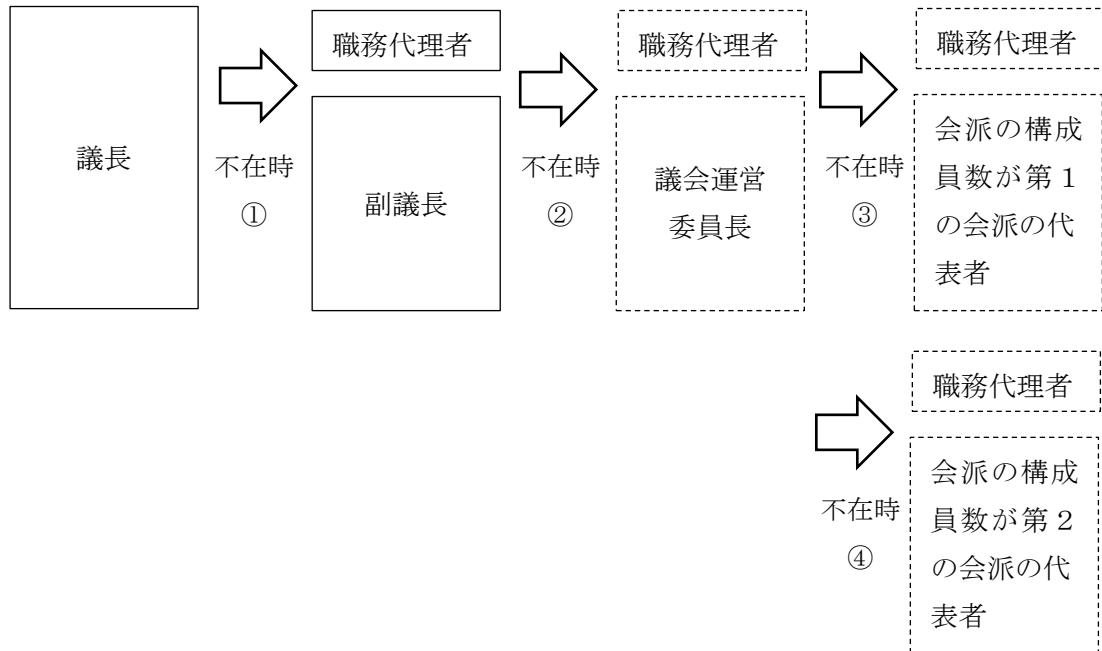 議長
不在時
①
職務代理者
副議長
不在時
②
職務代理者
議会運営
委員長
不在時
③
職務代理者
会派の構成
員数が第１
の会派の代
表者
不在時
④
職務代理者
会派の構成
員数が第２
の会派の代
表者